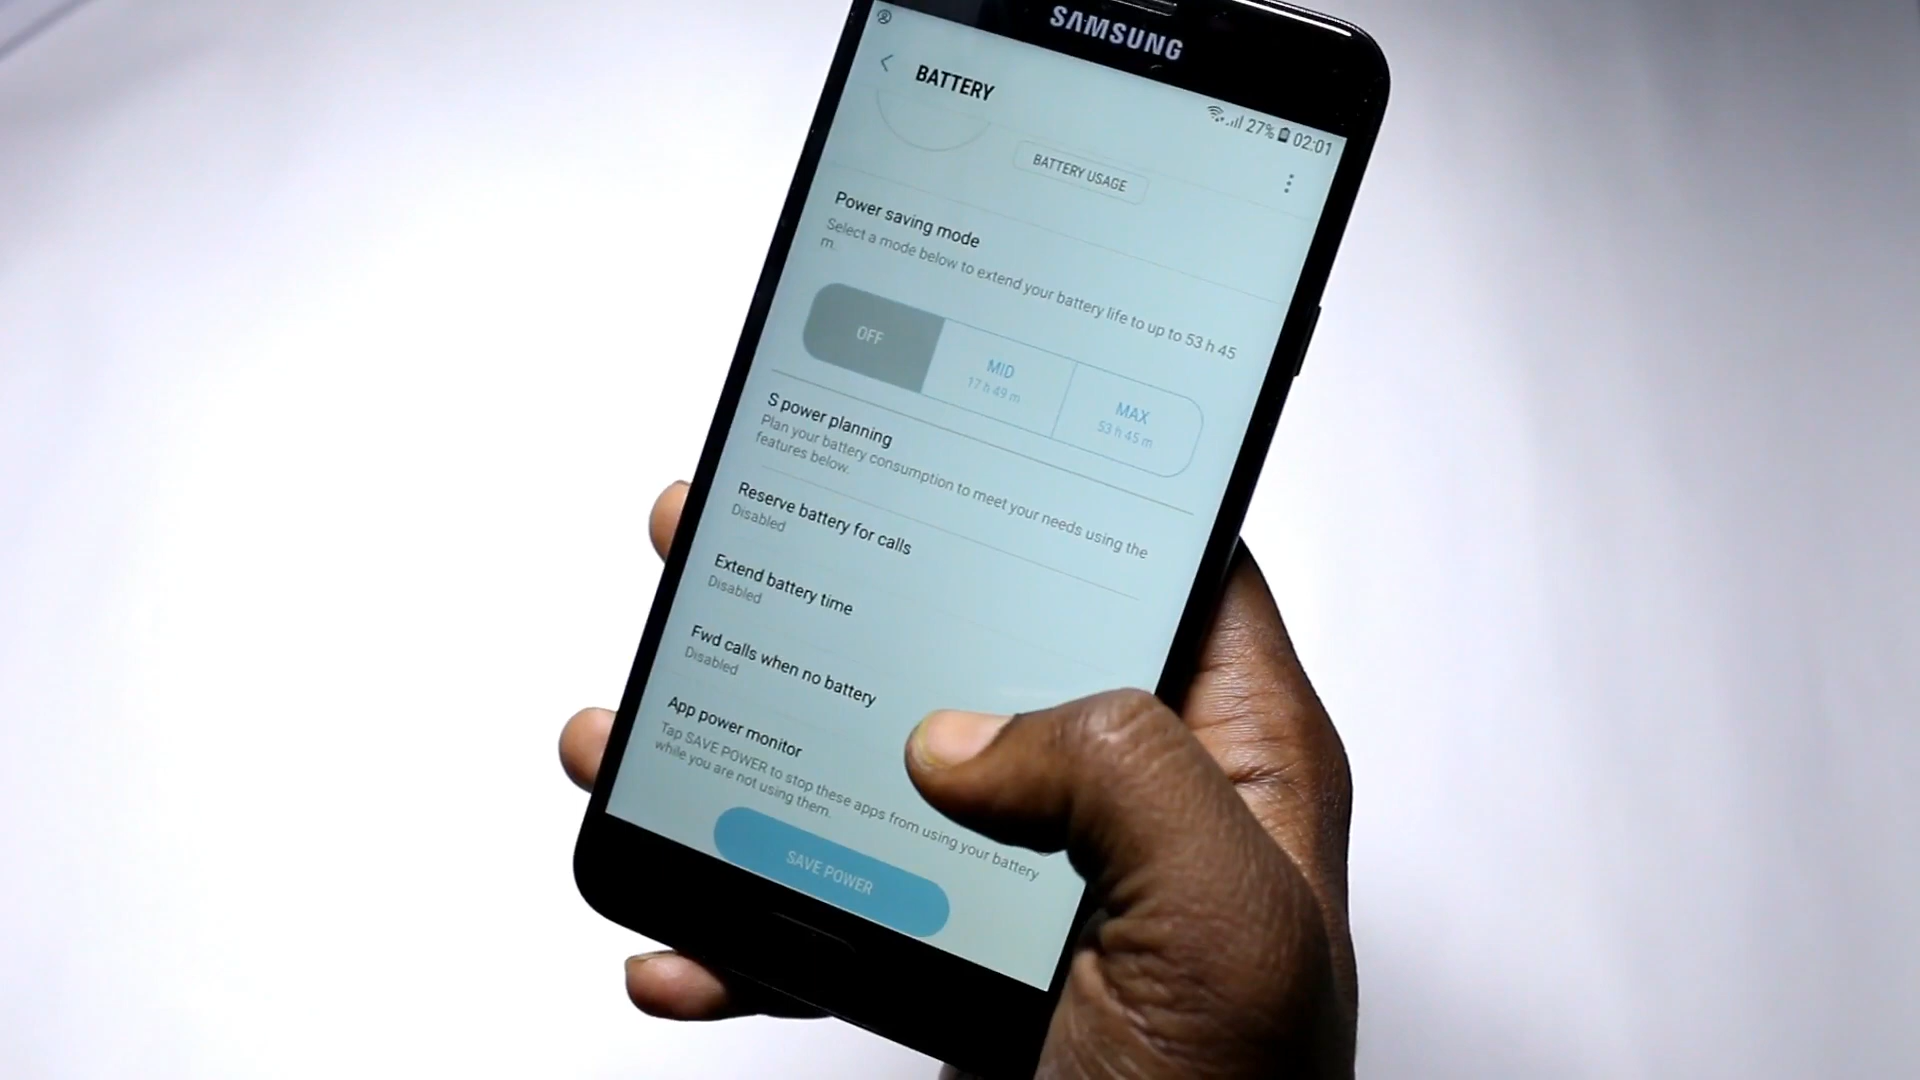 SAMSUNG
27% 02:01
BATTERY
BATTERY USAGE
Power saving mode
Select a mode below to extend your battery life to up to 53 h 45
m.
OFF
MID
17 h 49 m
MAX
53 h 45 m
S power planning
Plan your battery consumption to meet your needs using the
features below.
Reserve battery for calls
Disabled
Extend battery time
Disabled
Fwd calls when no battery
Disabled
App power monitor
Tap SAVE POWER to stop these apps from using your battery
while you are not using them.
SAVE POWER